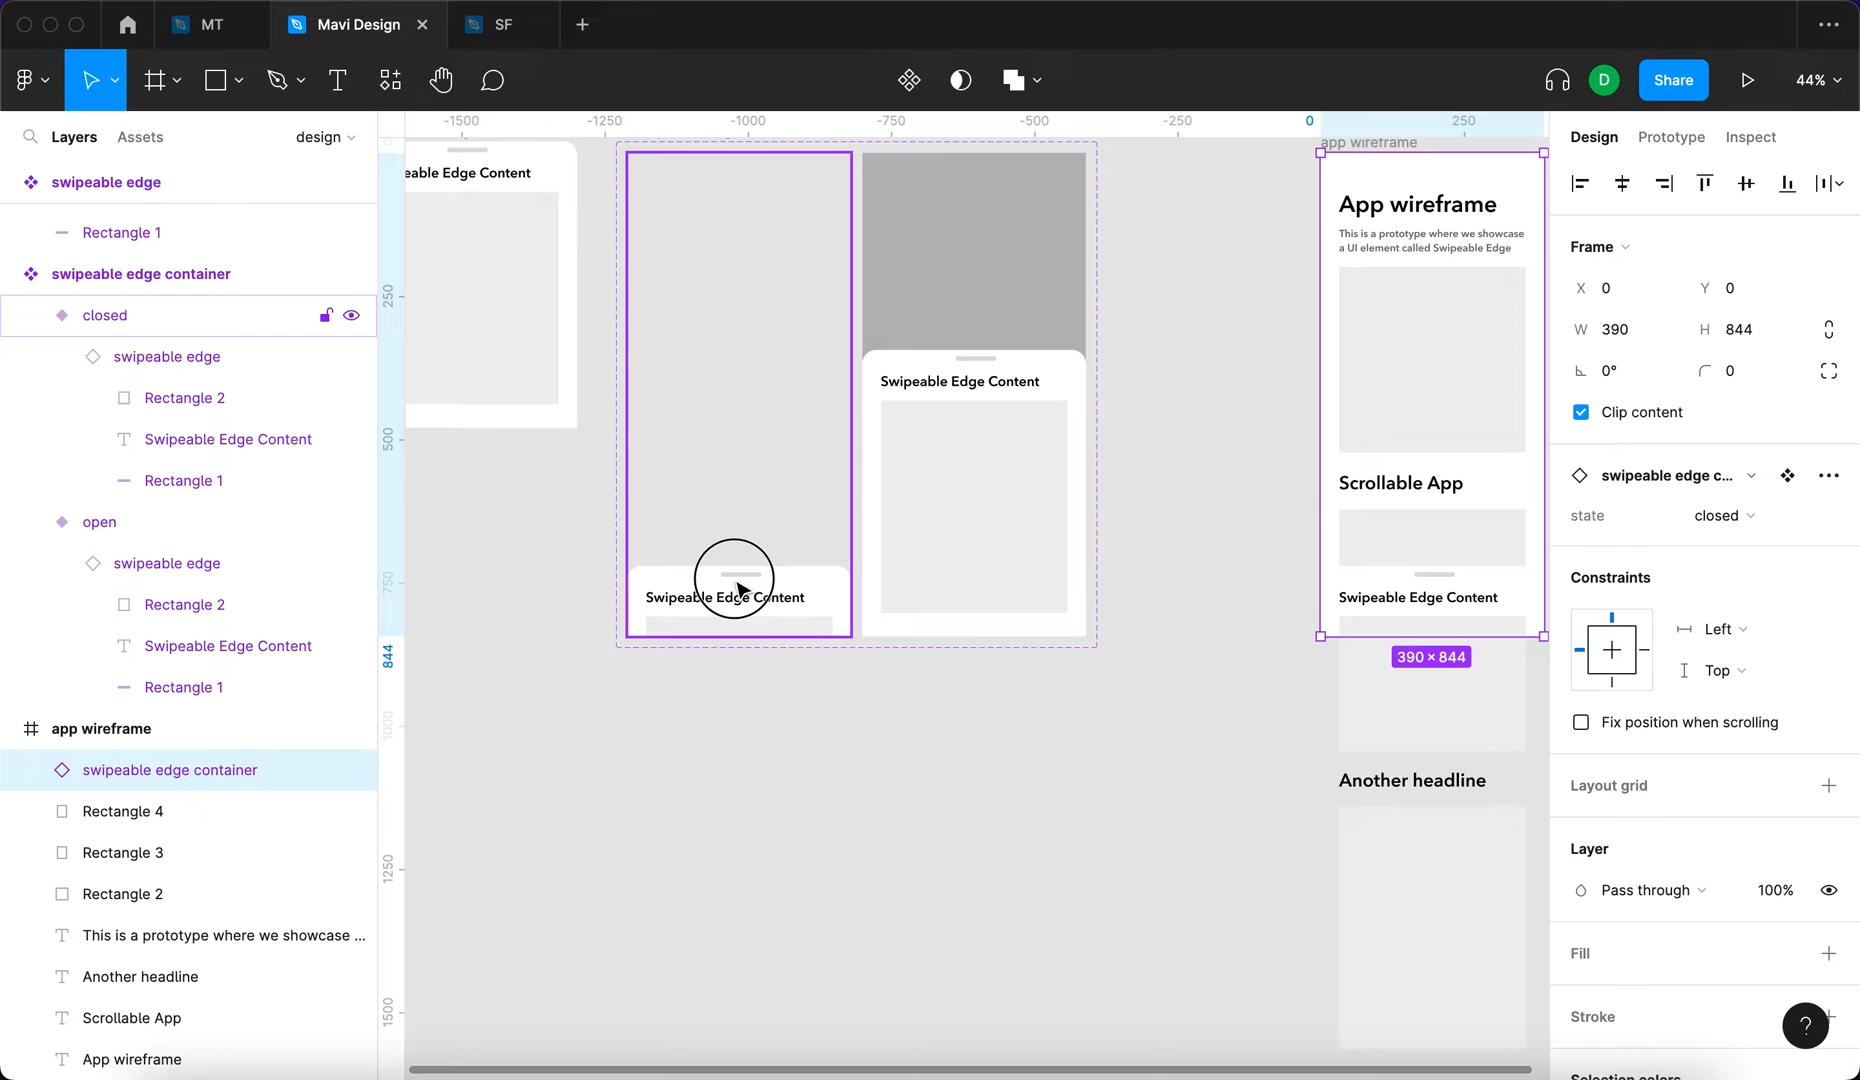 MT
Mavi Design
SF
D
Share
44%
Layers
Assets
design
swipeable edge
Rectangle 1
swipeable edge container
closed
swipeable edge
Rectangle 2
Swipeable Edge Content
Rectangle 1
open
swipeable edge
Rectangle 2
Swipeable Edge Content
Rectangle 1
app wireframe
swipeable edge container
Rectangle 4
Rectangle 3
Rectangle 2
This is a prototype where we showcase ...
Another headline
Scrollable App
App wireframe
-1500
-1250
-1000
-750
-500
-250
0
250
0
250
500
750
844
1000
1250
1500
eable Edge Content
Swipeable Edge Content
Swipeable Edge Content
app wireframe
App wireframe
This is a prototype where we showcase
a UI element called Swipeable Edge
Scrollable App
Swipeable Edge Content
390 × 844
Another headline
Design
Prototype
Inspect
Frame
X 0
Y 0
W 390
H 844
0°
0
Clip content
swipeable edge c...
state
closed
Constraints
Left
Top
Fix position when scrolling
Layout grid
Layer
Pass through
100%
Fill
Stroke
?
Selection colors